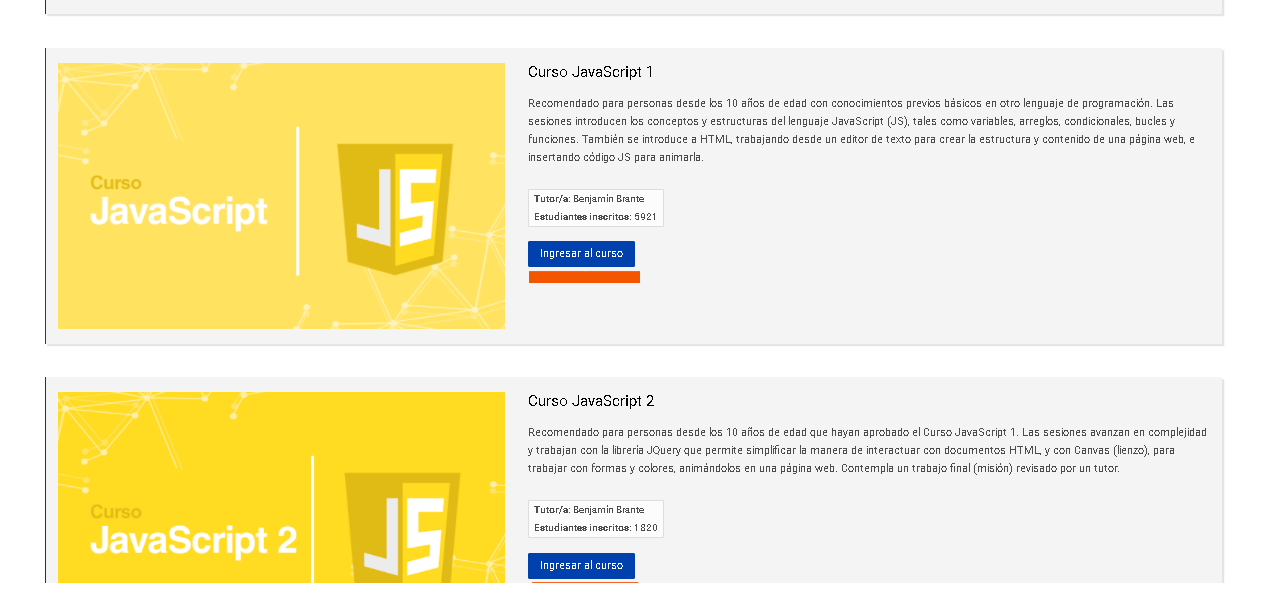 Curso JavaScript 1
Recomendado para personas desde los 10 años de edad con conocimientos previos básicos en otro lenguaje de programación. Las
sesiones introducen los conceptos y estructuras del lenguaje JavaScript (JS), tales como variables, arreglos, condicionales, bucles y
funciones. También se introduce a HTML, trabajando desde un editor de texto para crear la estructura y contenido de una página web, e
insertando código JS para animarla.
Curso
JavaScript
JS
Tutor/a: Benjamín Brante
Estudiantes inscritos: 5921
Ingresar al curso
Curso JavaScript 2
Recomendado para personas desde los 10 años de edad que hayan aprobado el Curso JavaScript 1. Las sesiones avanzan en complejidad
y trabajan con la librería JQuery que permite simplificar la manera de interactuar con documentos HTML, y con Canvas (lienzo), para
trabajar con formas y colores, animándolos en una página web. Contempla un trabajo final (misión) revisado por un tutor.
Curso
JavaScript 2
JS
Tutor/a: Benjamín Brante
Estudiantes inscritos: 1820
Ingresar al curso